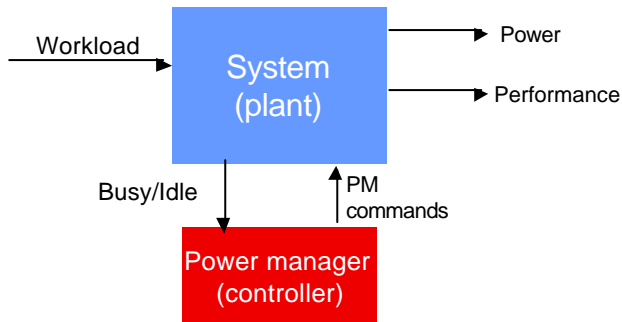 Workload
System
(plant)
Power
Performance
Busy/Idle
PM
commands
Power manager
(controller)